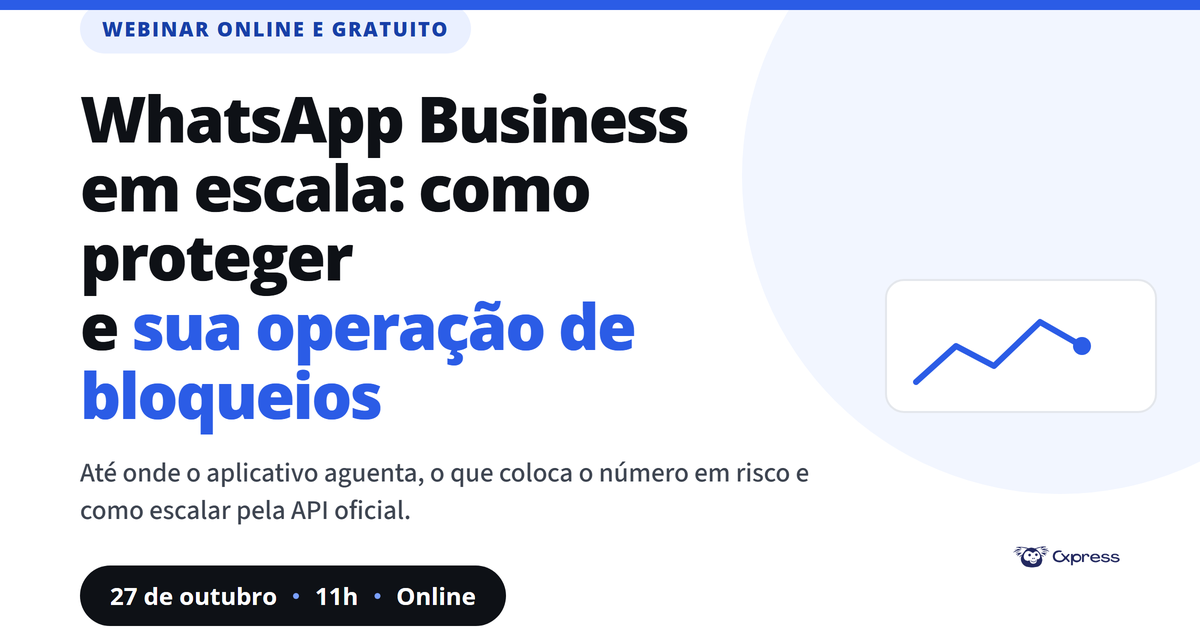 WEBINAR ONLINE E GRATUITO
WhatsApp Business
em escala: como
proteger
e sua operação de
bloqueios
Até onde o aplicativo aguenta, o que coloca o número em risco e
como escalar pela API oficial.
27 de outubro • 11h • Online
Cxpress